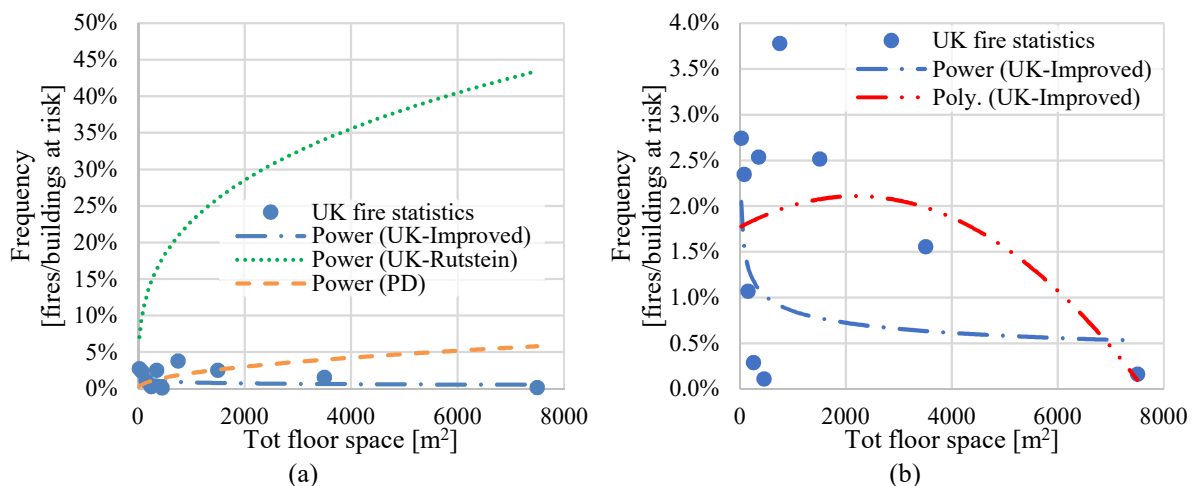 50%
45%
40%
35%
30%
25%
20%
15%
10%
5%
0%
Frequency
[fires/buildings at risk]
UK fire statistics
Power (UK-Improved)
Power (UK-Rutstein)
Power (PD)
0 2000 4000 6000 8000
Tot floor space [m²]
(a)
4.0%
3.5%
3.0%
2.5%
2.0%
1.5%
1.0%
0.5%
0.0%
Frequency
[fires/buildings at risk]
UK fire statistics
Power (UK-Improved)
Poly. (UK-Improved)
0 2000 4000 6000 8000
Tot floor space [m²]
(b)